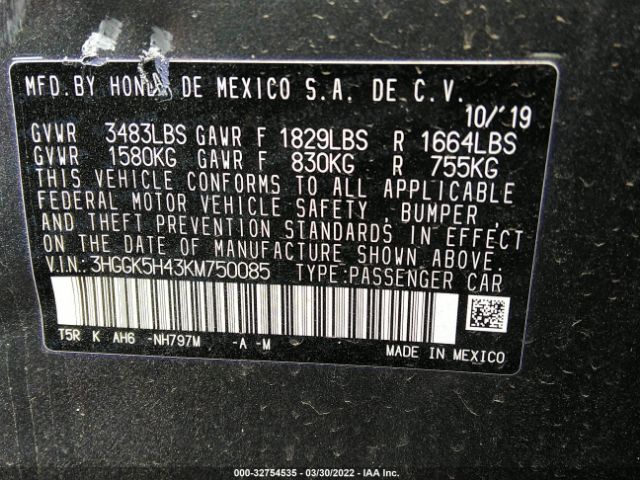 MFD.BY HONDA DE MEXICO S.A. DE C.V.
10/'19
GVWR 3483LBS GAWR F 1829LBS R 1664LBS
GVWR 1580KG GAWR F 830KG R 755KG
THIS VEHICLE CONFORMS TO ALL APPLICABLE
FEDERAL MOTOR VEHICLE SAFETY , BUMPER ,
AND THEFT PREVENTION STANDARDS IN EFFECT
ON THE DATE OF MANUFACTURE SHOWN ABOVE
V.I.N.: 3HGGK5H43KM750085 TYPE:PASSENGER CAR
T5R K AH6 -NH797M -A -M
MADE IN MEXICO
000-32754535 - 03/30/2022 - IAA Inc.